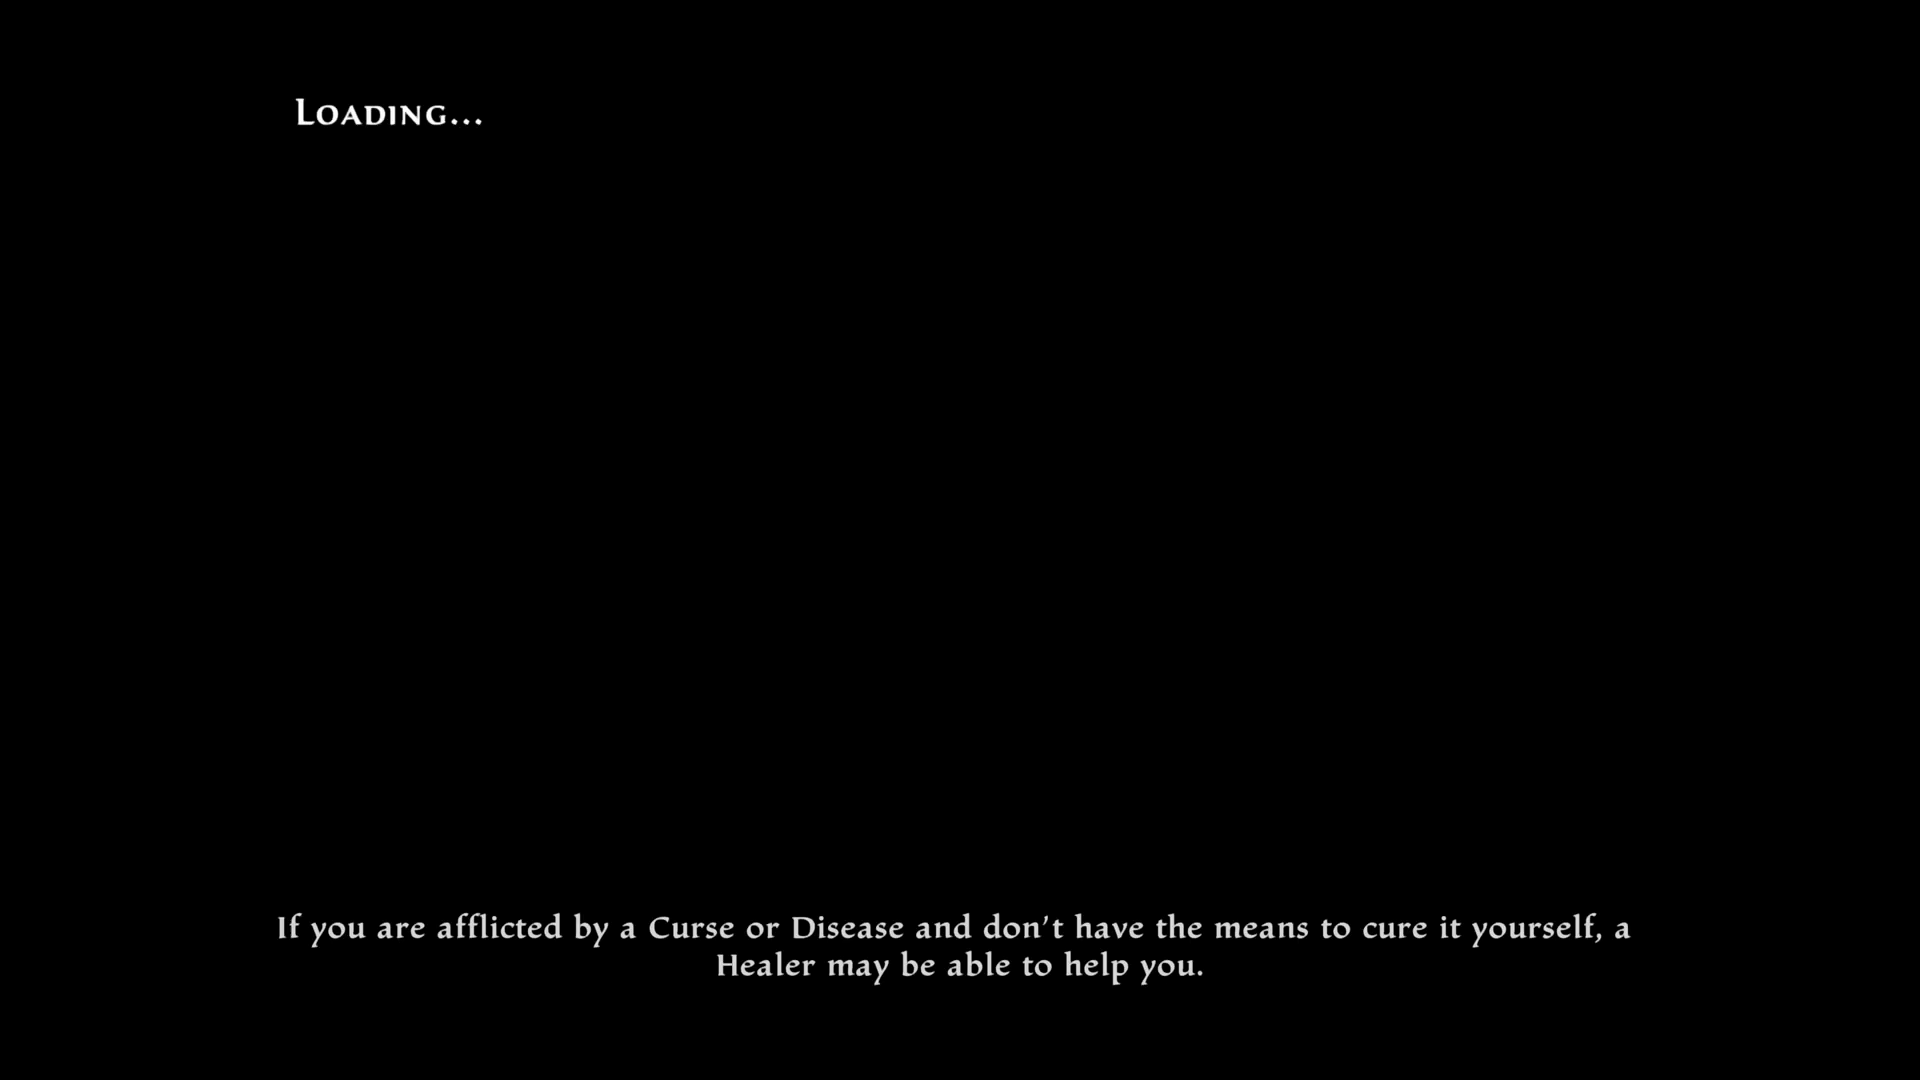 Loading...
If you are afflicted by a Curse or Disease and don't have the means to cure it yourself, a
Healer may be able to help you.